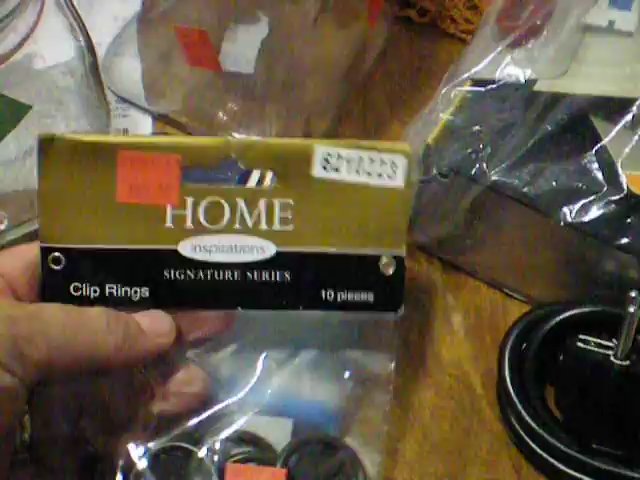 HOME
inspirations
SIGNATURE SERIES
Clip Rings
10 pieces